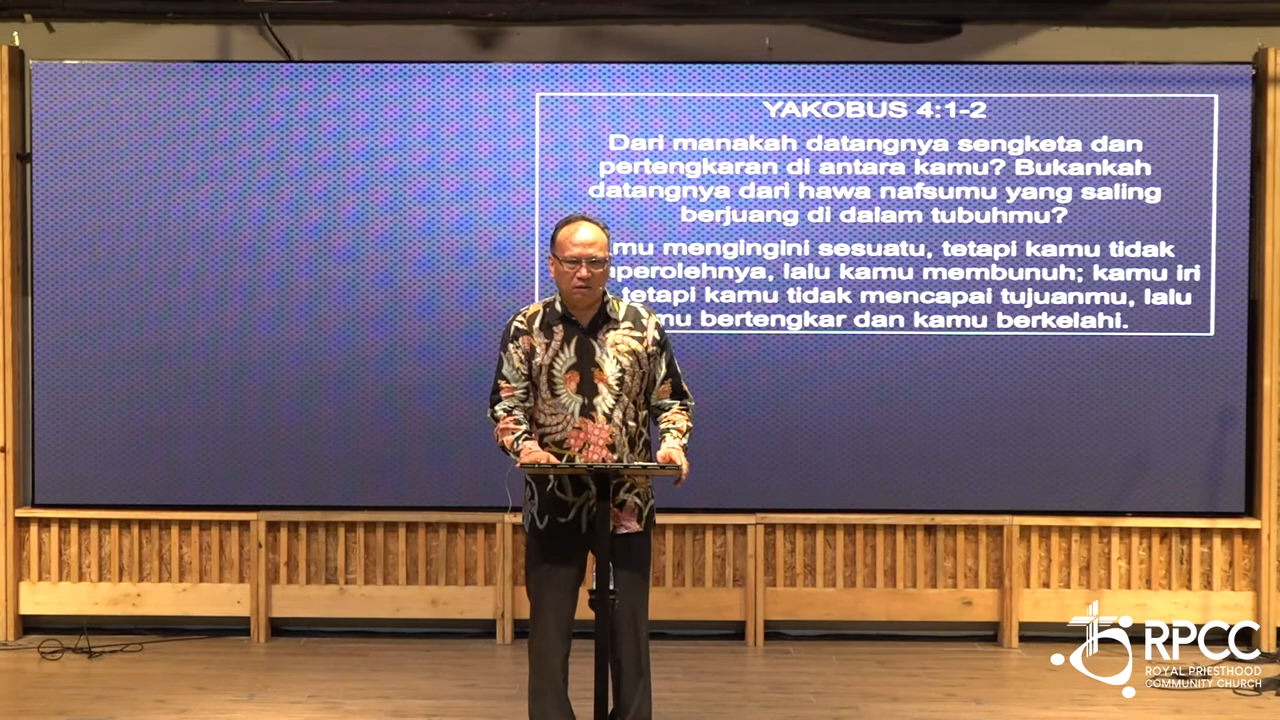 YAKOBUS 4:1-2
Dari manakah datangnya sengketa dan
pertengkaran di antara kamu? Bukankah
datangnya dari hawa nafsumu yang saling
berjuang di dalam tubuhmu?
mu mengingini sesuatu, tetapi kamu tidak
perolehnya, lalu kamu membunuh; kamu iri
tetapi kamu tidak mencapai tujuanmu, lalu
mu bertengkar dan kamu berkelahi.
RPCC
ROYAL PRIESTHOOD
COMMUNITY CHURCH